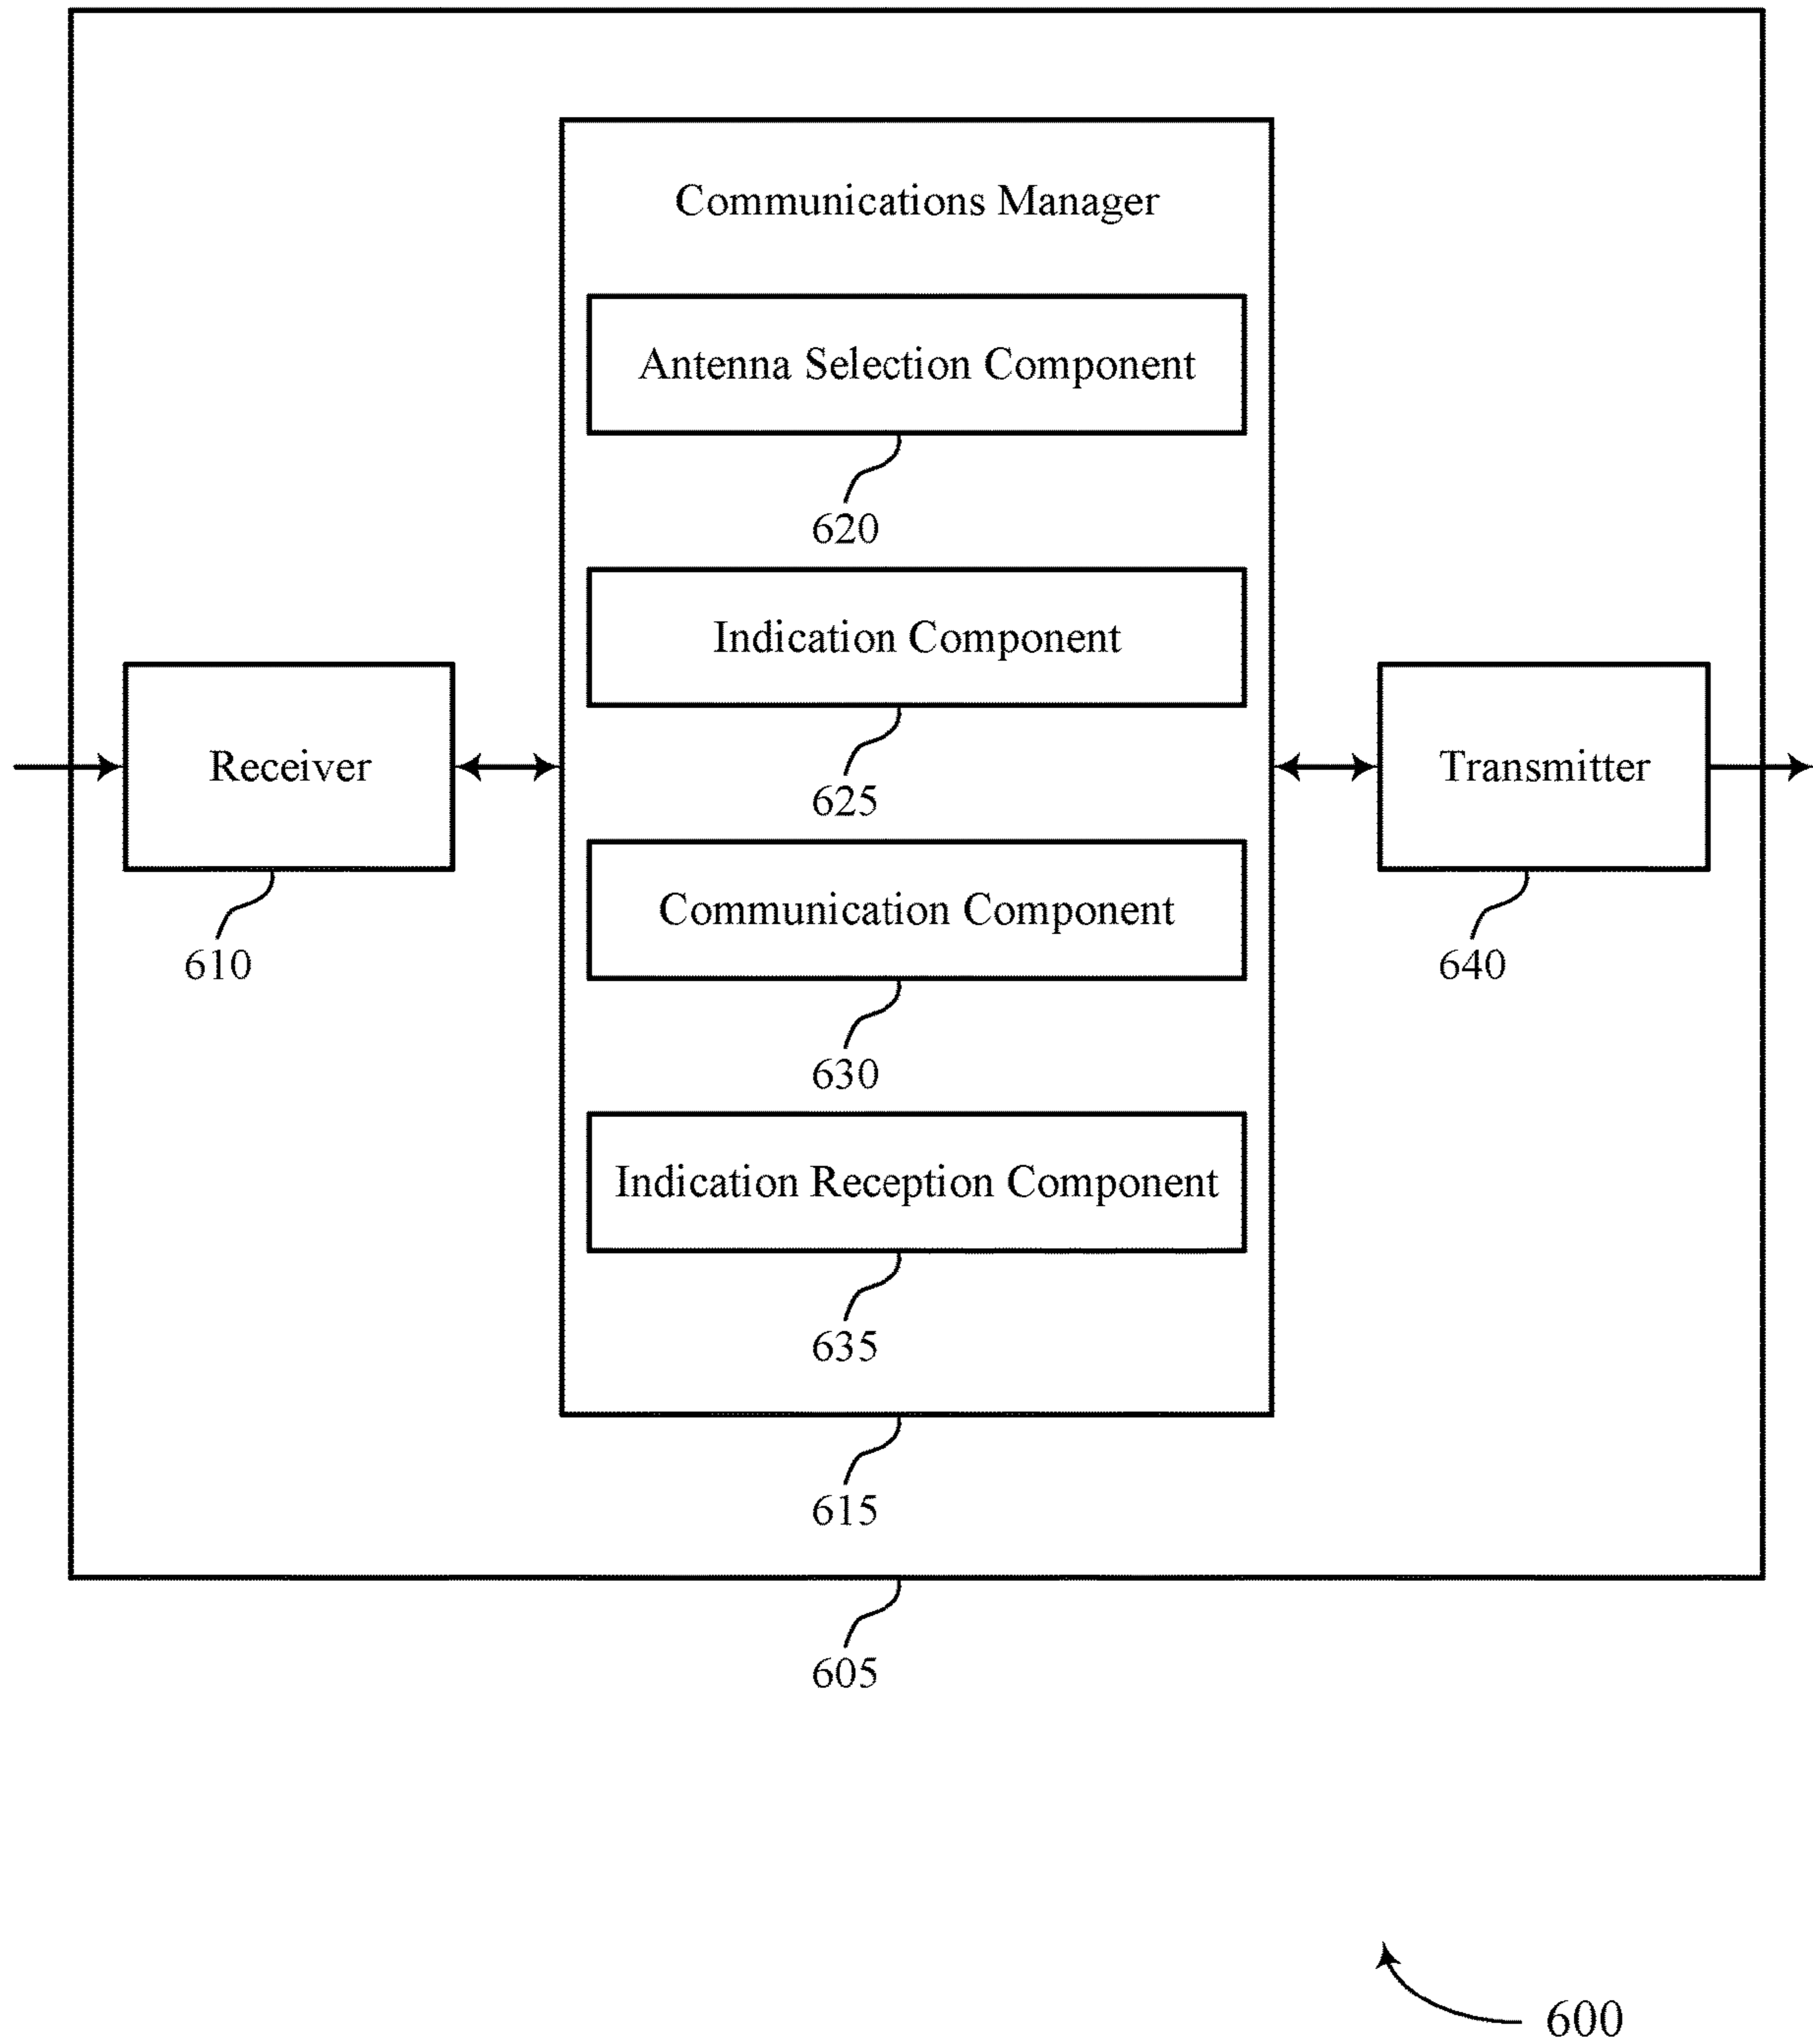 Communications Manager
Antenna Selection Component
620
Indication Component
625
Receiver
610
Transmitter
640
Communication Component
630
Indication Reception Component
635
615
605
600